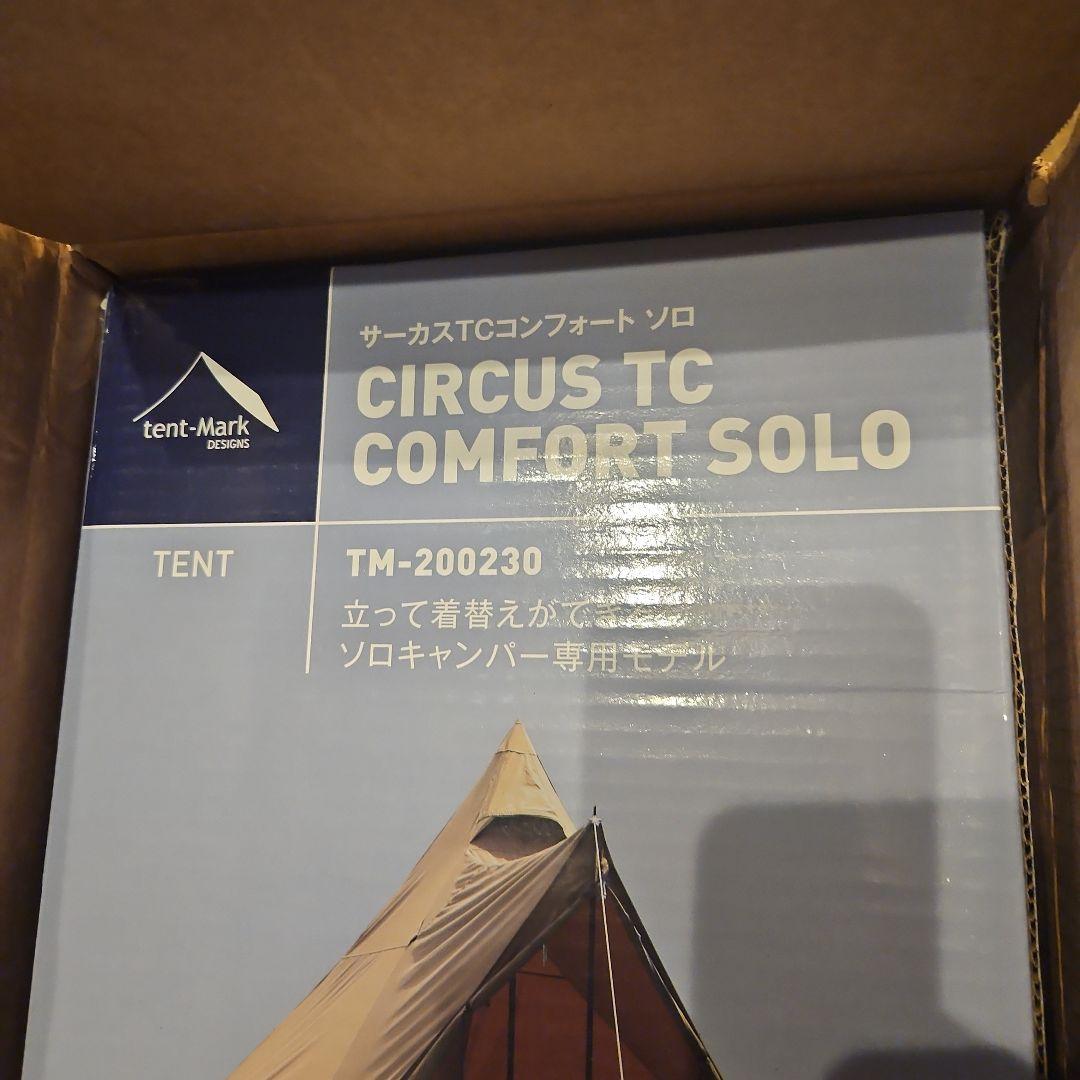 サーカスTCコンフォート ソロ
CIRCUS TC
COMFORT SOLO
tent-Mark
DESIGNS
TENT
TM-200230
立って着替えができ
ソロキャンパー専用モデル